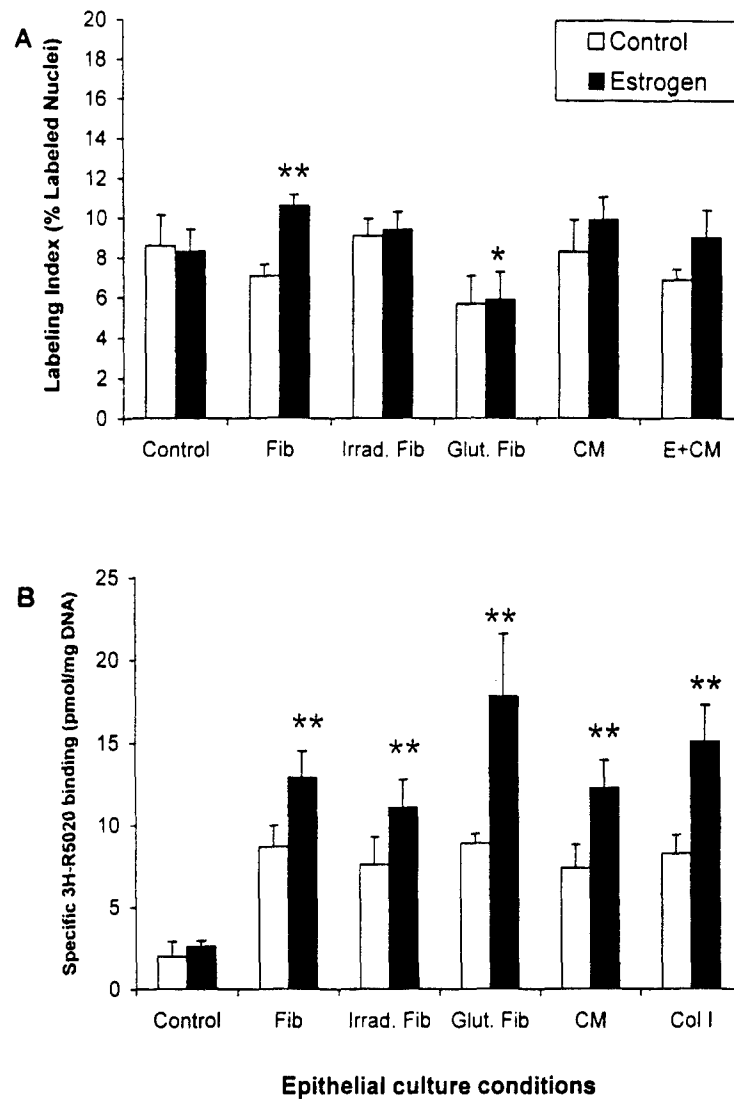 A
Labeling Index (% Labeled Nuclei)
20
18
16
14
12
10
8
6
4
2
0
Control
Estrogen
**
*
Control Fib Irrad. Fib Glut. Fib CM E+CM
B
Specific 3H-R5020 binding (pmol/mg DNA)
25
20
15
10
5
0
**
**
**
**
**
Control Fib Irrad. Fib Glut. Fib CM Col I
Epithelial culture conditions